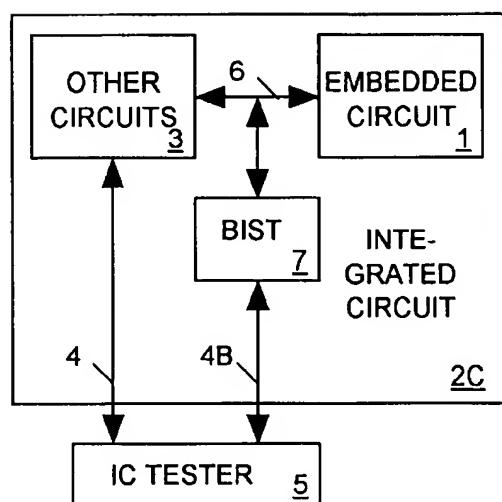 OTHER
CIRCUITS
3
6
EMBEDDED
CIRCUIT
1
BIST
7
INTE-
GRATED
CIRCUIT
4
4B
2C
IC TESTER
5